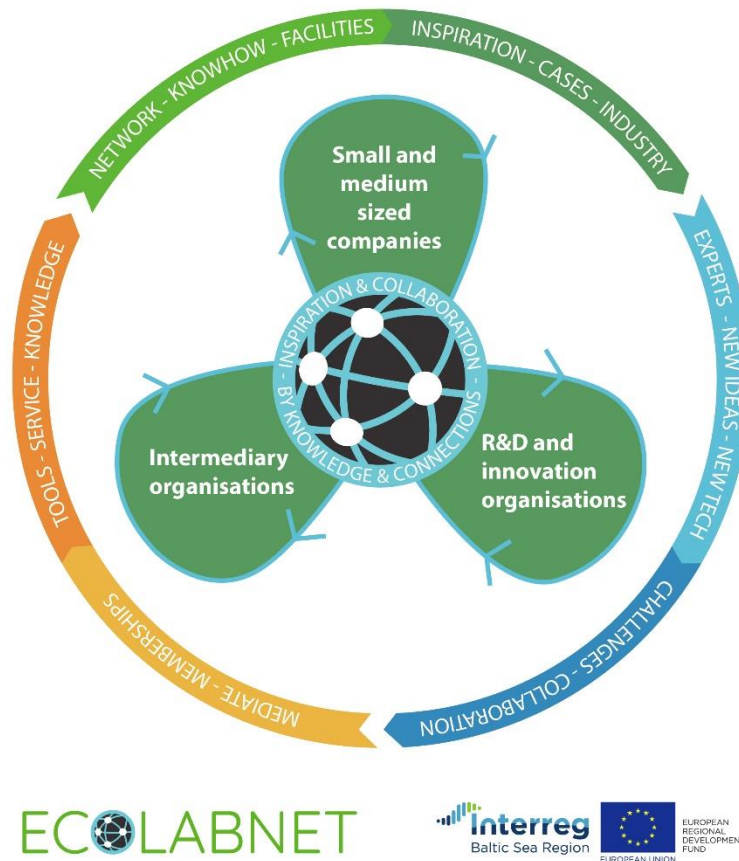 NETWORK - KNOWHOW - FACILITIES
INSPIRATION - CASES - INDUSTRY
EXPERTS - NEW IDEAS - NEW TECH
CHALLENGES - COLLABORATION
MEDIATE - MEMBERSHIPS
TOOLS - SERVICE - KNOWLEDGE
Small and
medium
sized
companies
- INSPIRATION & COLLABORATION -
BY KNOWLEDGE & CONNECTIONS
Intermediary
organisations
R&D and
innovation
organisations
ECOLABNET
Interreg
Baltic Sea Region
EUROPEAN UNION
EUROPEAN
REGIONAL
DEVELOPMENT
FUND